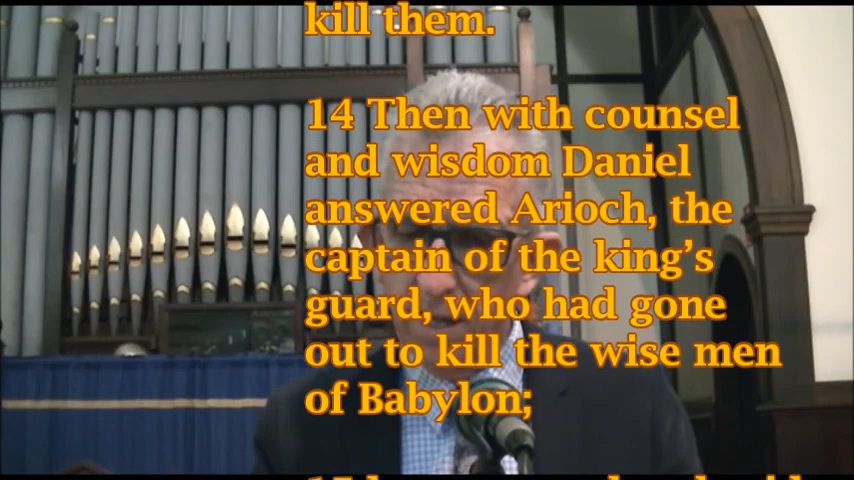 kill them.
14 Then with counsel
and wisdom Daniel
answered Arioch, the
captain of the king’s
guard, who had gone
out to kill the wise men
of Babylon;